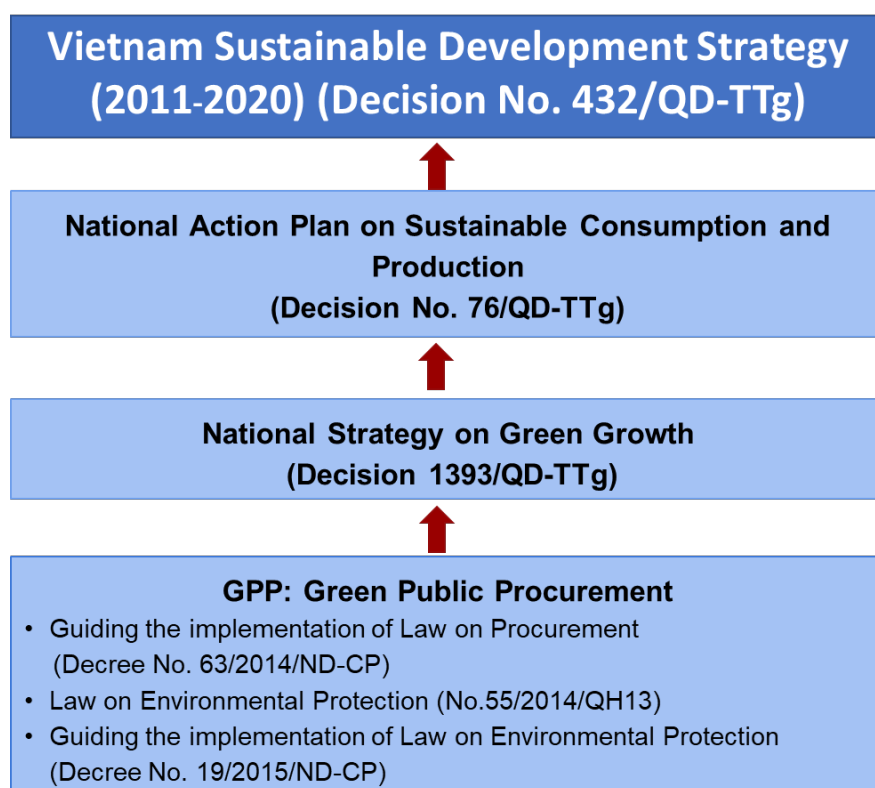 Vietnam Sustainable Development Strategy
(2011-2020) (Decision No. 432/QD-TTg)
National Action Plan on Sustainable Consumption and
Production
(Decision No. 76/QD-TTg)
National Strategy on Green Growth
(Decision 1393/QD-TTg)
GPP: Green Public Procurement
• Guiding the implementation of Law on Procurement
(Decree No. 63/2014/ND-CP)
• Law on Environmental Protection (No.55/2014/QH13)
• Guiding the implementation of Law on Environmental Protection
(Decree No. 19/2015/ND-CP)